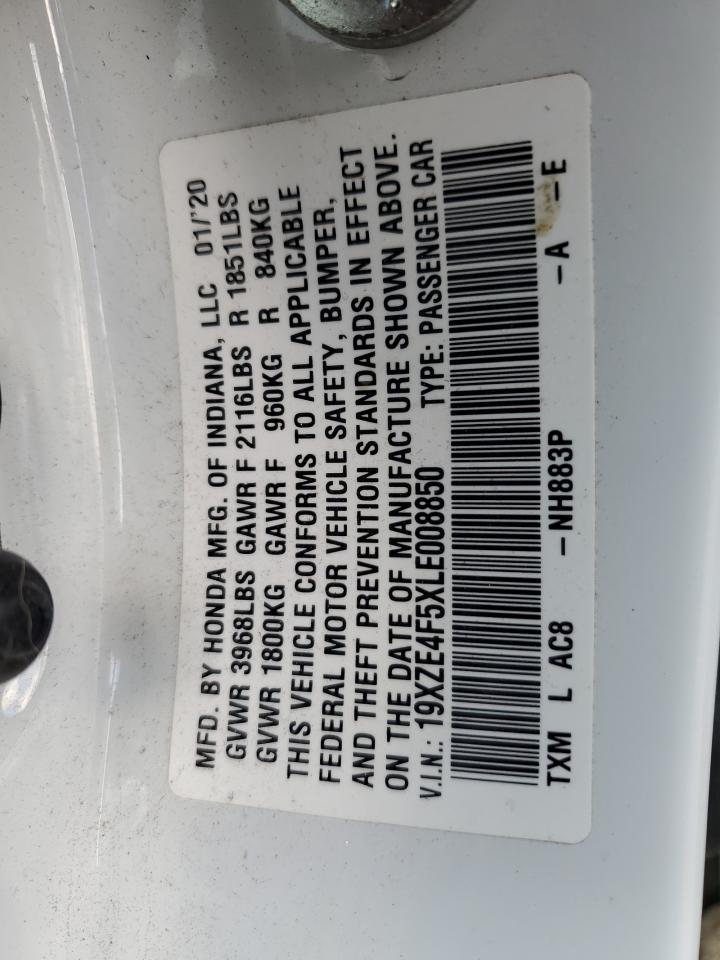 MFD. BY HONDA MFG. OF INDIANA, LLC 01/'20
GVWR 3968LBS GAWR F 2116LBS R 1851LBS
GVWR 1800KG GAWR F 960KG R 840KG
THIS VEHICLE CONFORMS TO ALL APPLICABLE
FEDERAL MOTOR VEHICLE SAFETY, BUMPER,
AND THEFT PREVENTION STANDARDS IN EFFECT
ON THE DATE OF MANUFACTURE SHOWN ABOVE.
V.I.N.: 19XZE4F5XLE008850 TYPE: PASSENGER CAR
TXM L AC8 -NH883P -A -E